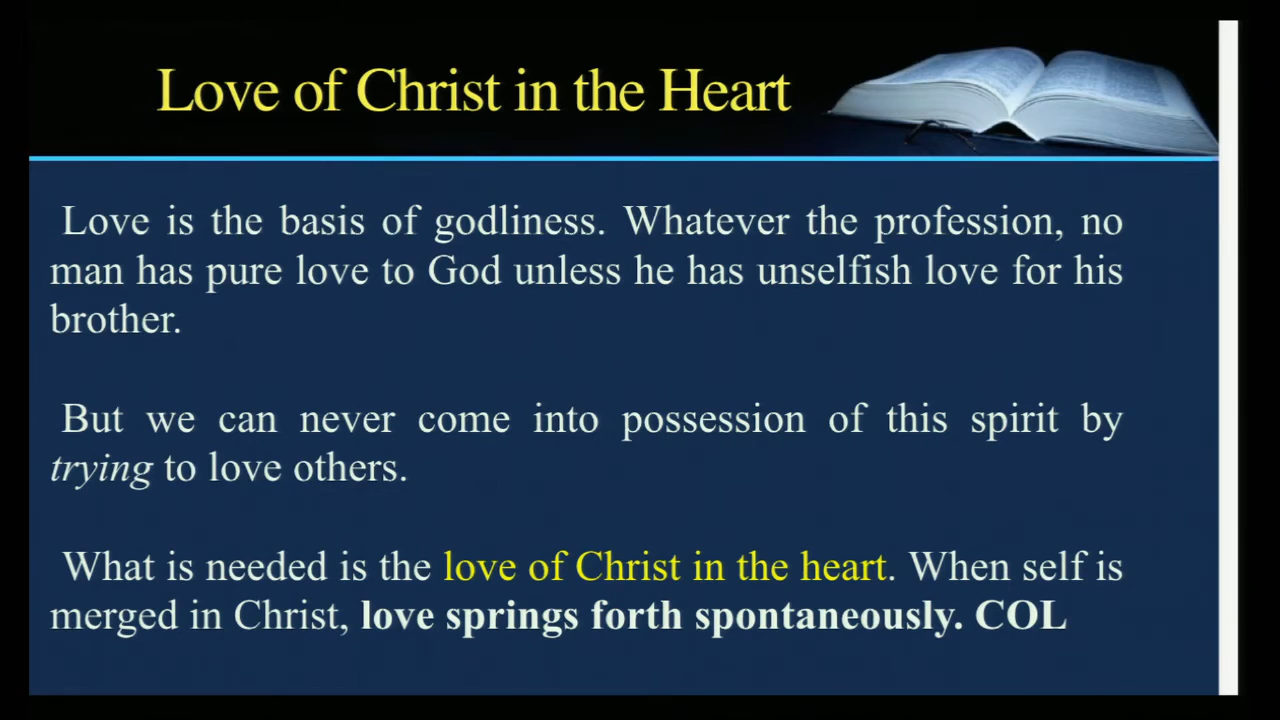 Love of Christ in the Heart
Love is the basis of godliness. Whatever the profession, no
man has pure love to God unless he has unselfish love for his
brother.
But we can never come into possession of this spirit by
trying to love others.
What is needed is the love of Christ in the heart. When self is
merged in Christ, love springs forth spontaneously. COL